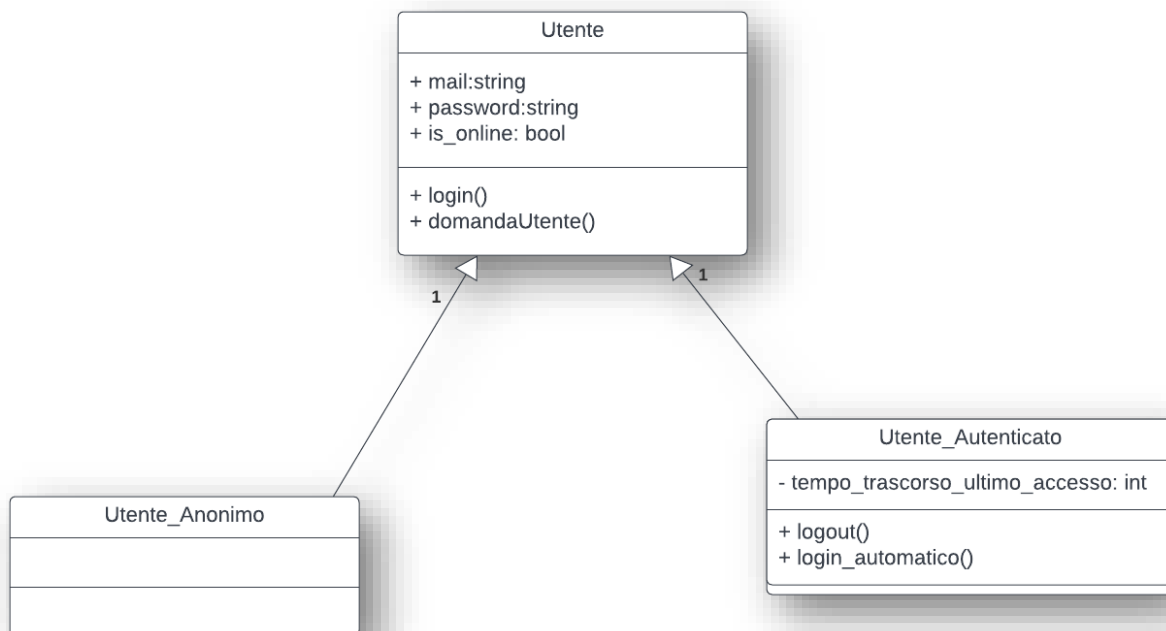 Utente
+ mail:string
+ password:string
+ is_online: bool
+ login()
+ domandaUtente()
1
1
Utente_Autenticato
- tempo_trascorso_ultimo_accesso: int
+ logout()
+ login_automatico()
Utente_Anonimo